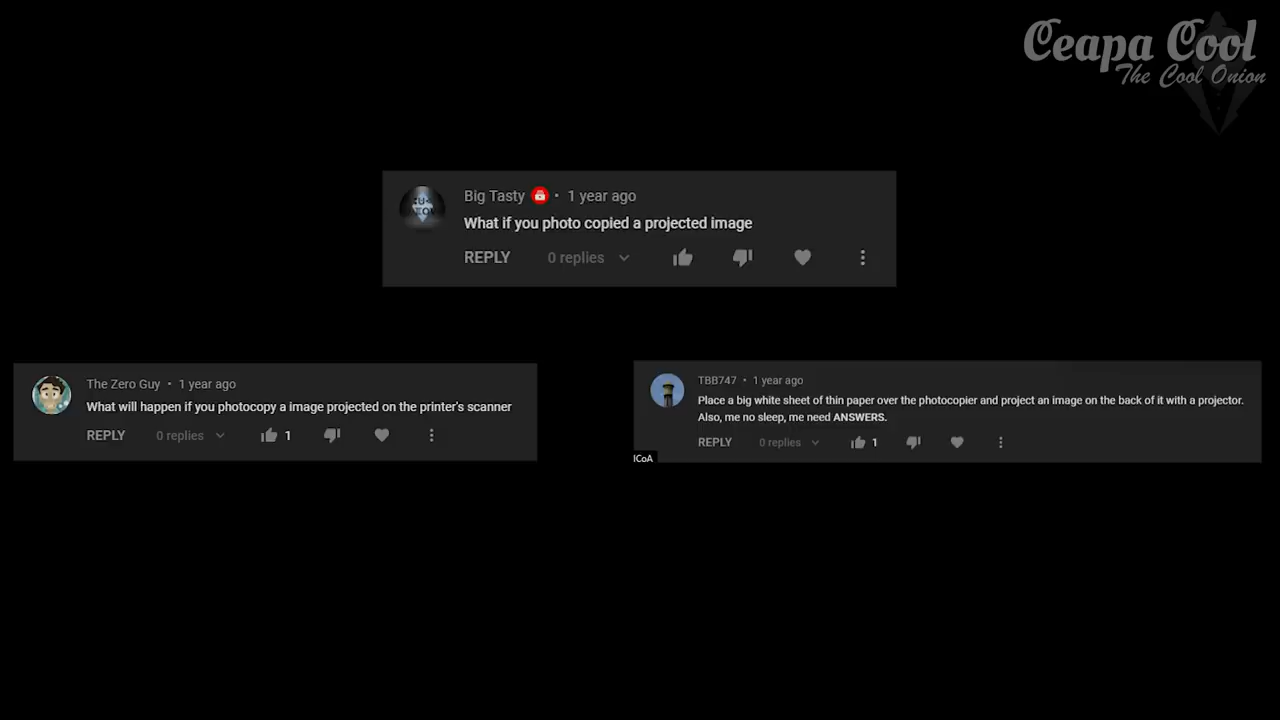 Ceapa Cool
The Cool Onion
Big Tasty • 1 year ago
What if you photo copied a projected image
REPLY 0 replies
The Zero Guy • 1 year ago
What will happen if you photocopy a image projected on the printer's scanner
REPLY 0 replies 1
TBB747 • 1 year ago
Place a big white sheet of thin paper over the photocopier and project an image on the back of it with a projector.
Also, me no sleep, me need ANSWERS.
REPLY 0 replies 1
ICoA